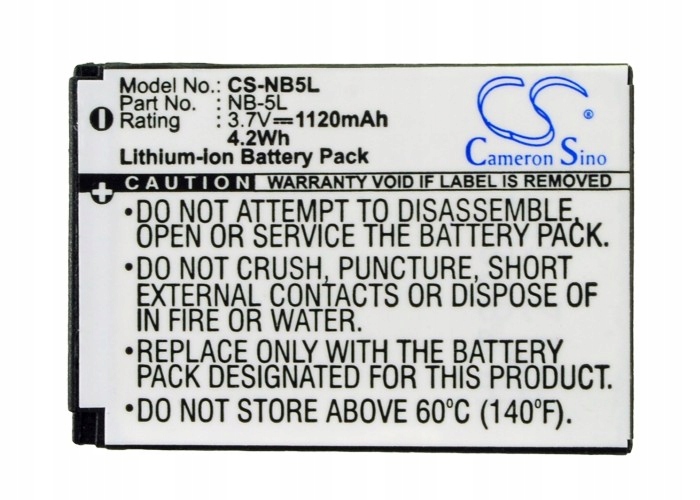 Model No.: CS-NB5L
Part No. : NB-5L
Rating : 3.7V⎓1120mAh
4.2Wh
Lithium-ion Battery Pack
CS
Cameron Sino
CAUTION WARRANTY VOID IF LABEL IS REMOVED
•DO NOT ATTEMPT TO DISASSEMBLE,
OPEN OR SERVICE THE BATTERY PACK.
•DO NOT CRUSH, PUNCTURE, SHORT
EXTERNAL CONTACTS OR DISPOSE
IN FIRE OR WATER.
•REPLACE ONLY WITH THE BATTERY
PACK DESIGNATED FOR THIS PRODUCT.
•DO NOT STORE ABOVE 60°C (140°F).